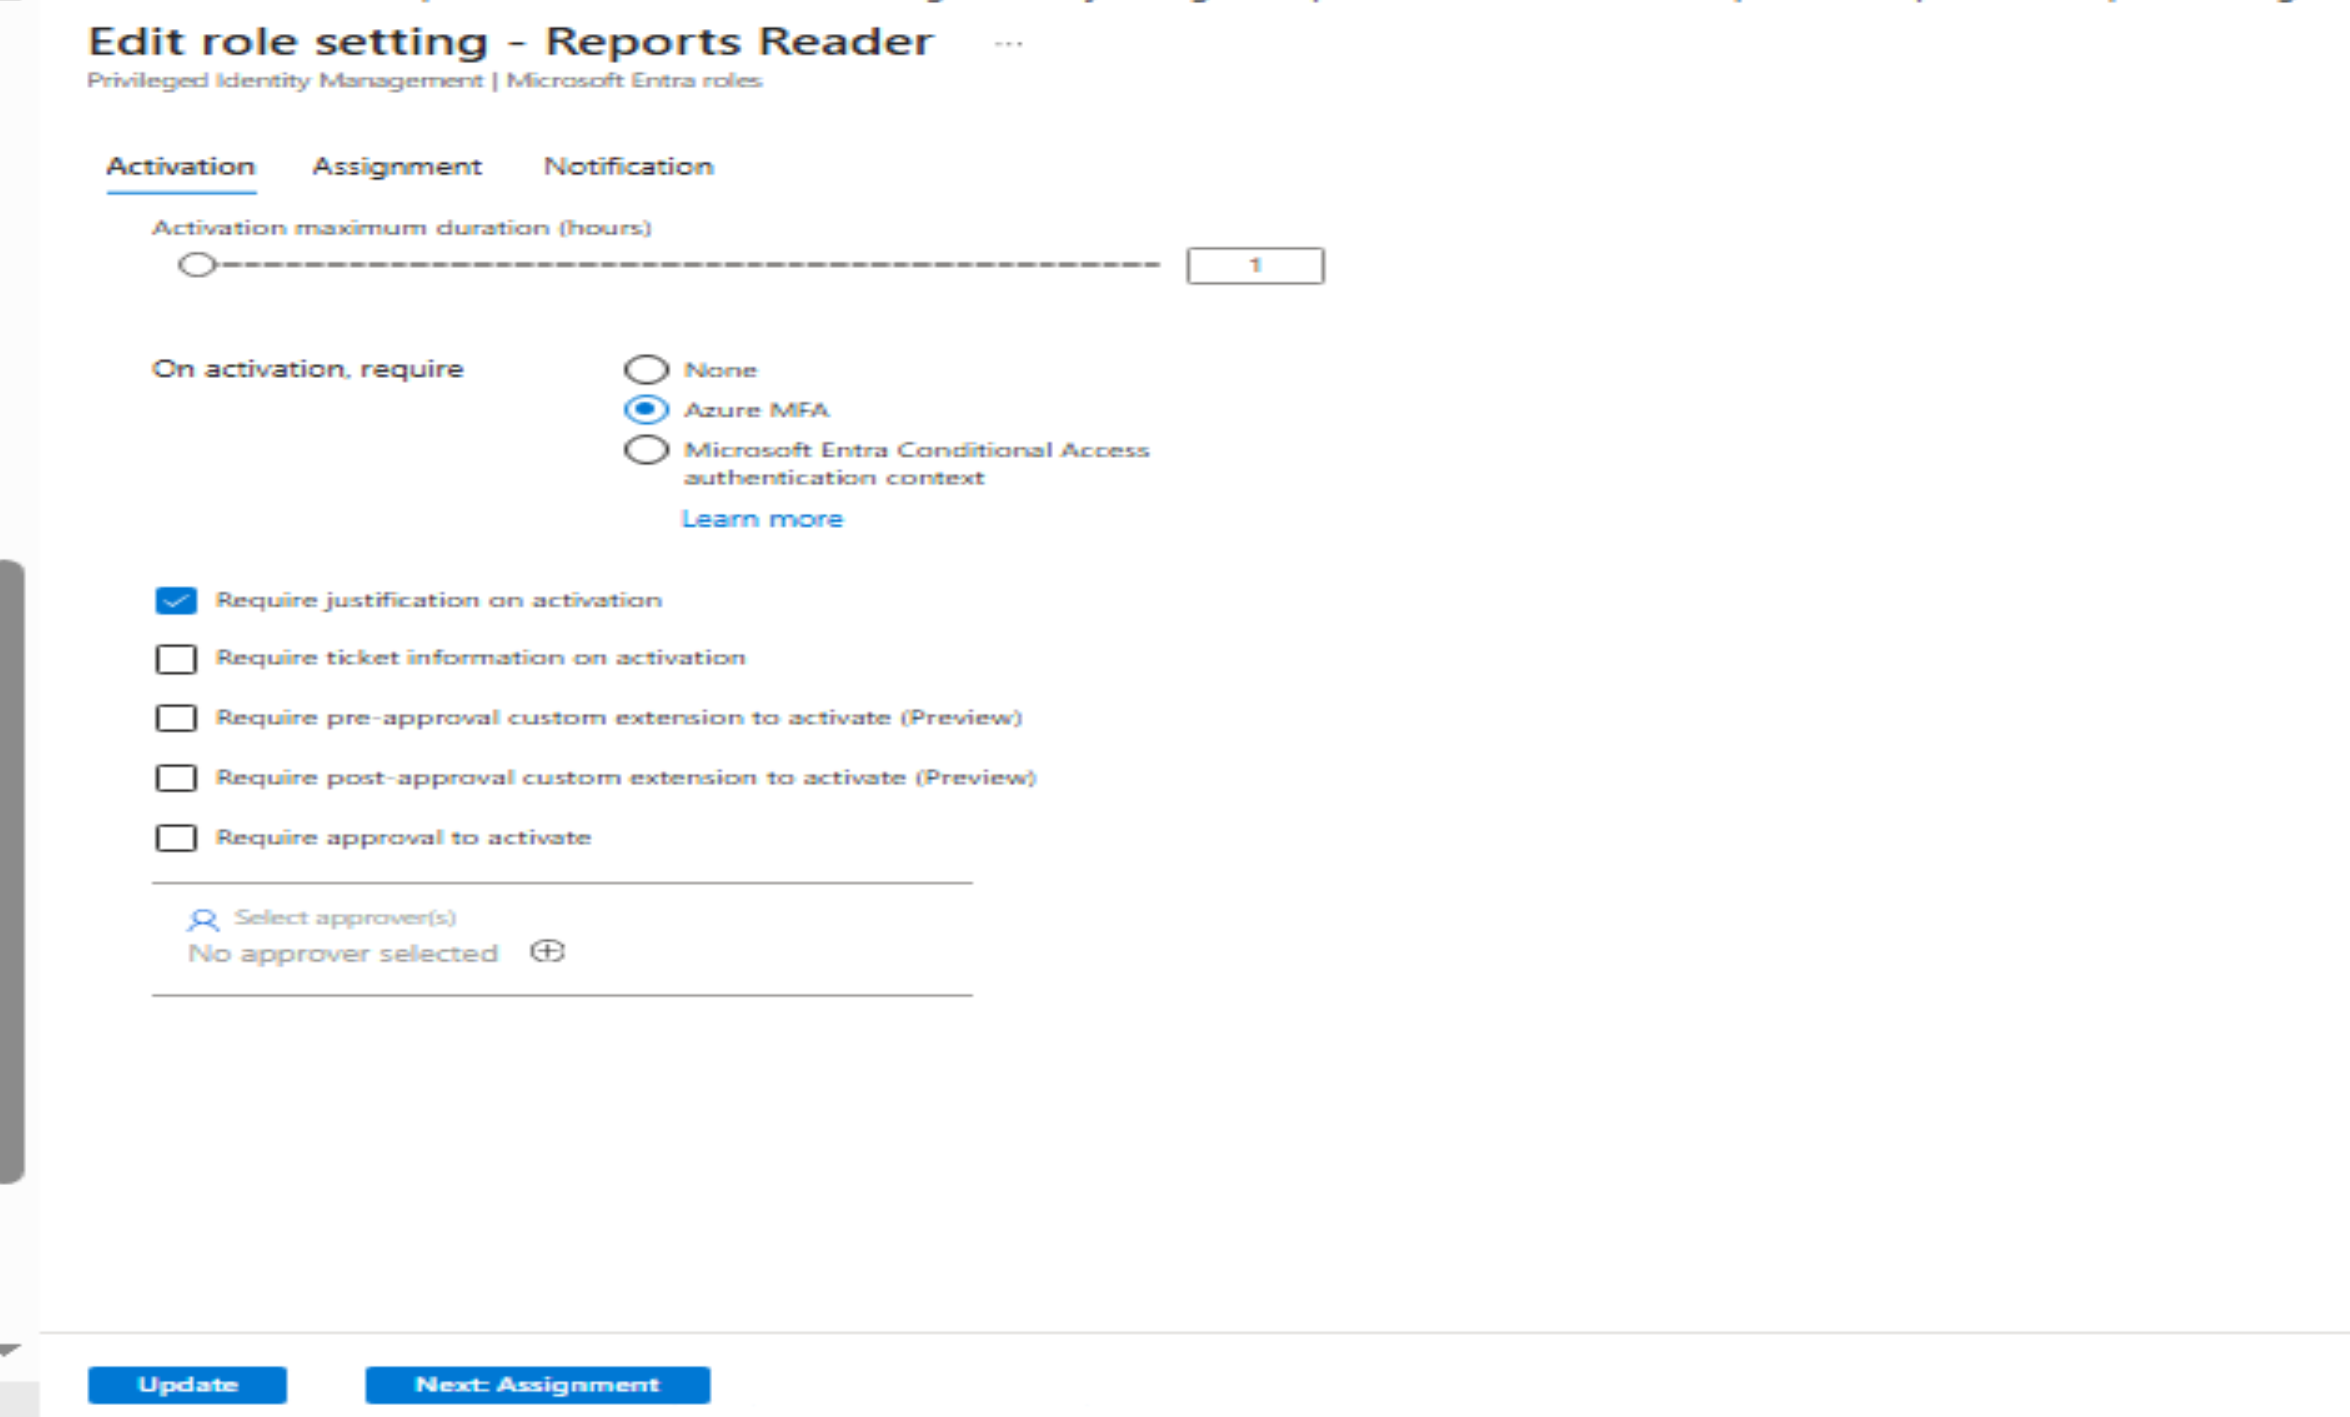 Edit role setting - Reports Reader ...
Privileged Identity Management | Microsoft Entra roles
Activation Assignment Notification
Activation maximum duration (hours)
1
On activation, require
None
Azure MFA
Microsoft Entra Conditional Access
authentication context
Learn more
Require justification on activation
Require ticket information on activation
Require pre-approval custom extension to activate (Preview)
Require post-approval custom extension to activate (Preview)
Require approval to activate
Select approver(s)
No approver selected
Update Next: Assignment